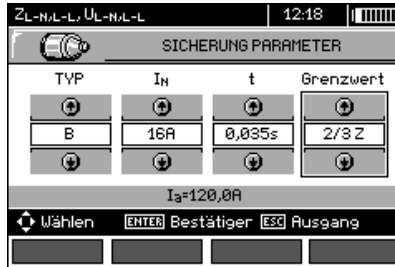 ZL-N,L-L, UL-N,L-L 12:18
SICHERUNG PARAMETER
TYP IN t Grenzwert
B 16A 0,035s 2/3 Z
Ia=120,0A
Wählen ENTER Bestätiger ESC Ausgang